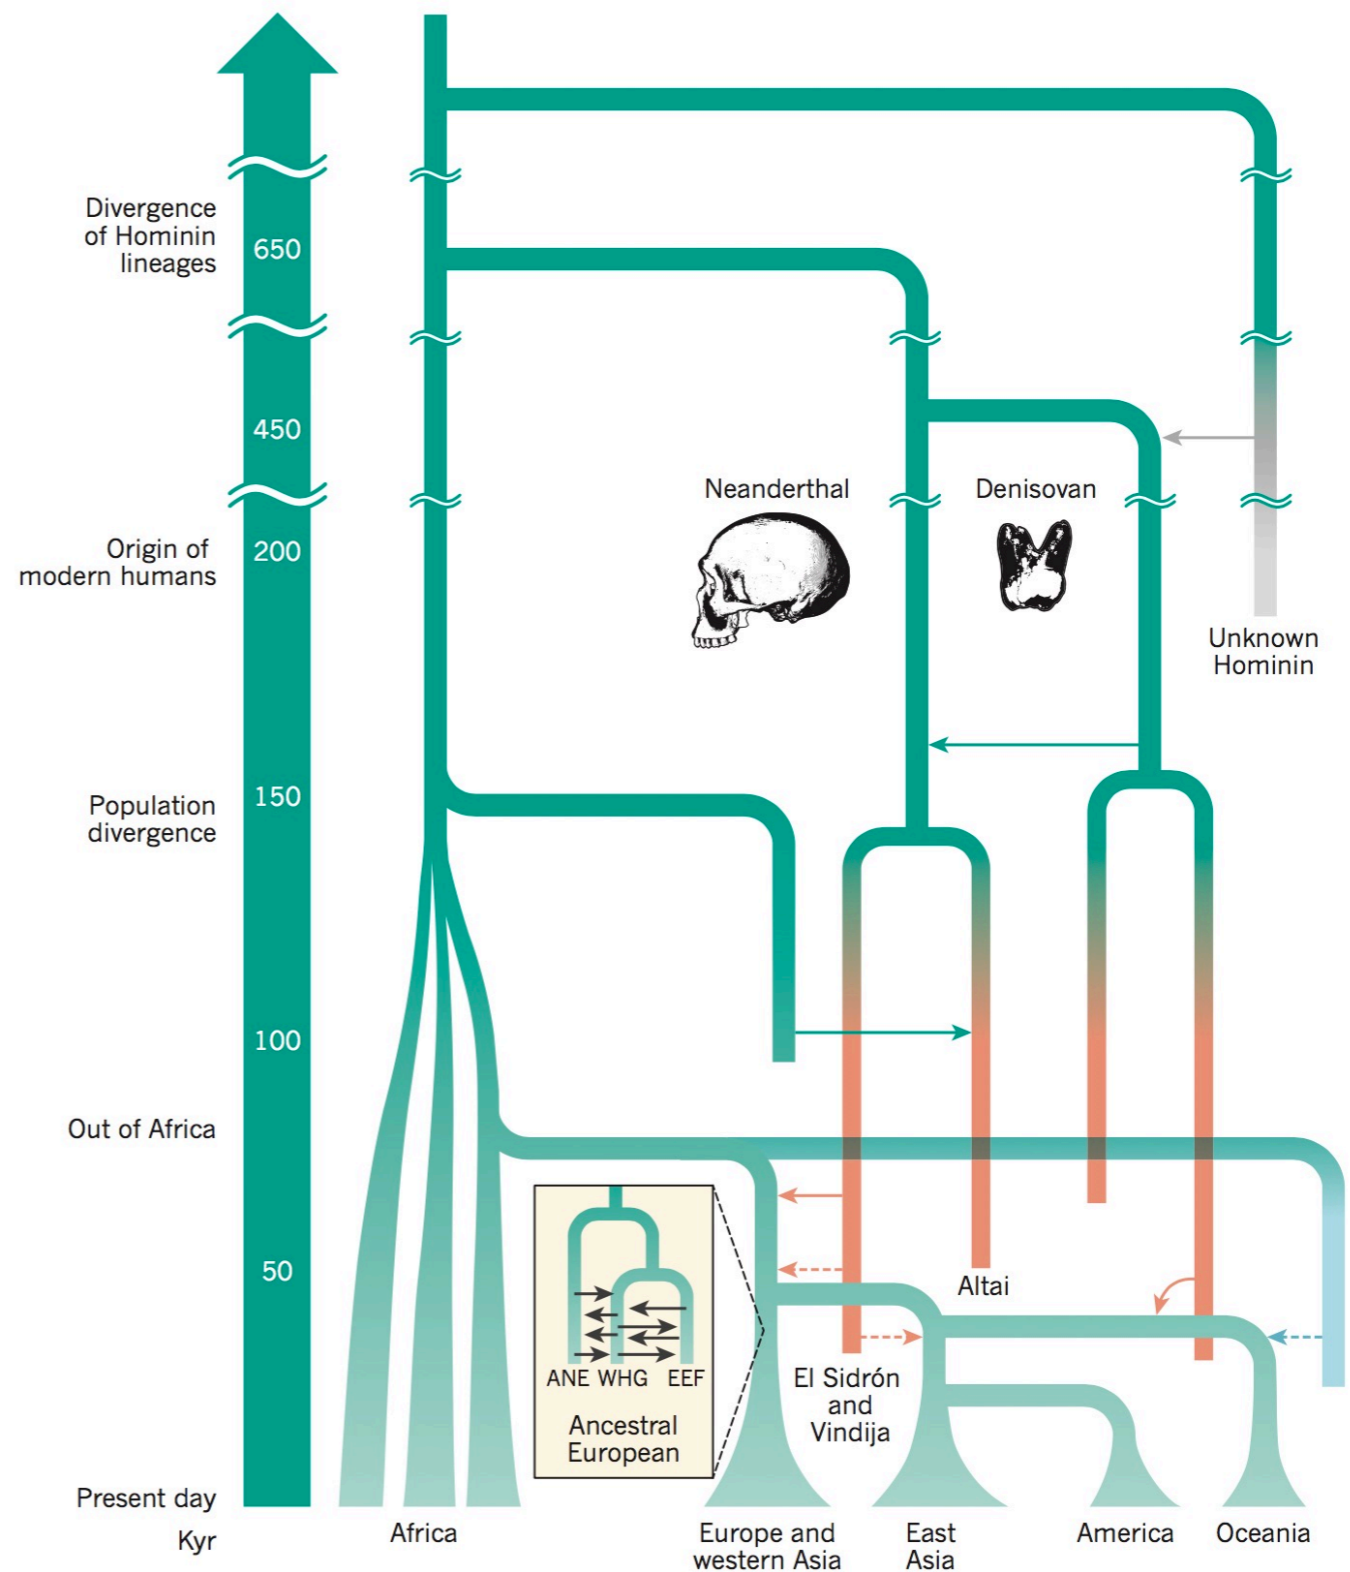 Divergence
of Hominin
lineages
650
450
Neanderthal
Denisovan
Origin of
modern humans
200
Unknown
Hominin
Population
divergence
150
100
Out of Africa
50
Altai
ANE WHG EEF
Ancestral
European
El Sidrón
and
Vindija
Present day
Kyr
Africa
Europe and
western Asia
East
Asia
America
Oceania